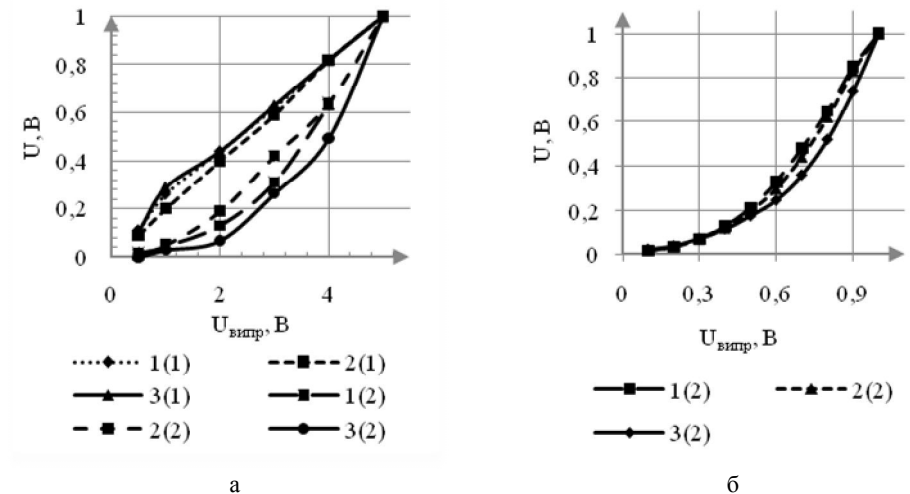 U, В
1
0,8
0,6
0,4
0,2
0
0 2 4
Uвипр, В
1(1) 2(1)
3(1) 1(2)
2(2) 3(2)
а
U, В
1
0,8
0,6
0,4
0,2
0
0 0,3 0,6 0,9
Uвипр, В
1(2) 2(2)
3(2)
б